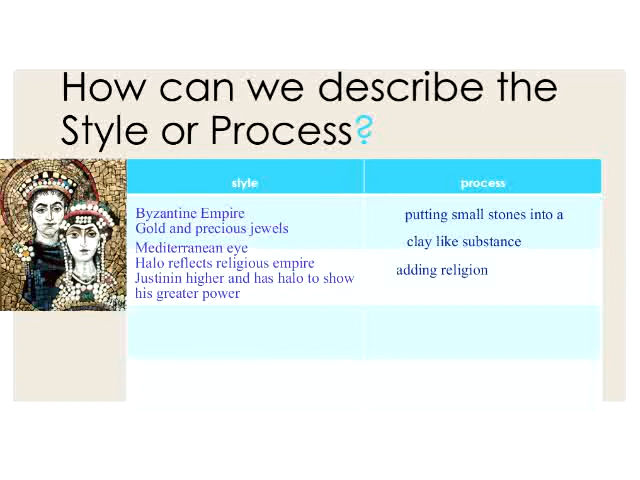 How can we describe the
Style or Process?
style
process
Byzantine Empire
Gold and precious jewels
Mediterranean eye
Halo reflects religious empire
Justinin higher and has halo to show
his greater power
putting small stones into a
clay like substance
adding religion